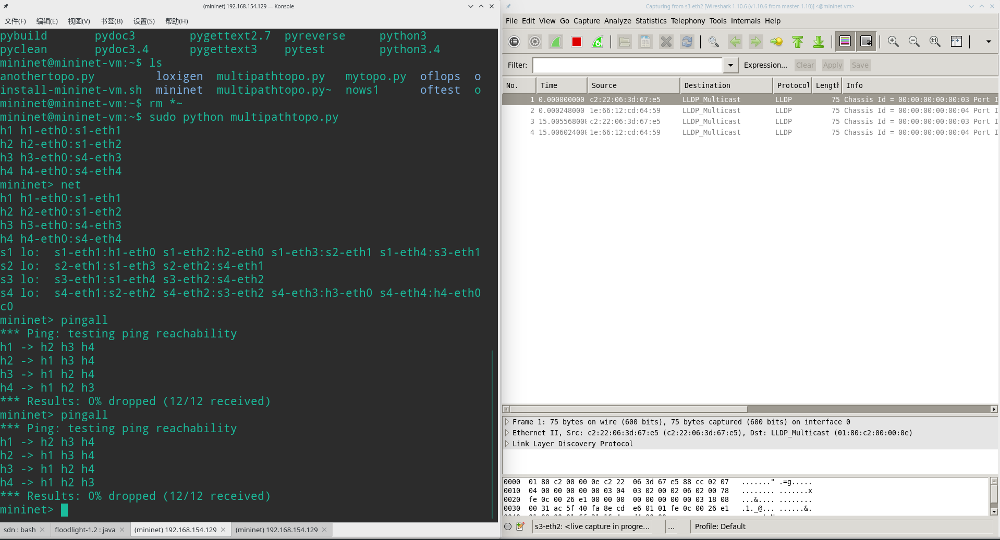 (mininet) 192.168.154.129 — Konsole
文件(F) 编辑(E) 视图(V) 书签(B) 设置(S) 帮助(H)
pybuild pydoc3 pygettext2.7 pyreverse python3
pyclean pydoc3.4 pygettext3 pytest python3.4
mininet@mininet-vm:~$ ls
anothertopo.py loxigen multipathtopo.py mytopo.py oflops o
install-mininet-vm.sh mininet multipathtopo.py~ nows1 oftest o
mininet@mininet-vm:~$ rm *~
mininet@mininet-vm:~$ sudo python multipathtopo.py
h1 h1-eth0:s1-eth1
h2 h2-eth0:s1-eth2
h3 h3-eth0:s4-eth3
h4 h4-eth0:s4-eth4
mininet> net
h1 h1-eth0:s1-eth1
h2 h2-eth0:s1-eth2
h3 h3-eth0:s4-eth3
h4 h4-eth0:s4-eth4
s1 lo: s1-eth1:h1-eth0 s1-eth2:h2-eth0 s1-eth3:s2-eth1 s1-eth4:s3-eth1
s2 lo: s2-eth1:s1-eth3 s2-eth2:s4-eth1
s3 lo: s3-eth1:s1-eth4 s3-eth2:s4-eth2
s4 lo: s4-eth1:s2-eth2 s4-eth2:s3-eth2 s4-eth3:h3-eth0 s4-eth4:h4-eth0
c0
mininet> pingall
*** Ping: testing ping reachability
h1 -> h2 h3 h4
h2 -> h1 h3 h4
h3 -> h1 h2 h4
h4 -> h1 h2 h3
*** Results: 0% dropped (12/12 received)
mininet> pingall
*** Ping: testing ping reachability
h1 -> h2 h3 h4
h2 -> h1 h3 h4
h3 -> h1 h2 h4
h4 -> h1 h2 h3
*** Results: 0% dropped (12/12 received)
mininet>
sdn : bash floodlight-1.2 : java (mininet) 192.168.154.129 (mininet) 192.168.154.129
Capturing from s3-eth2 [Wireshark 1.10.6 (v1.10.6 from master-1.10)] <@mininet-vm>
File Edit View Go Capture Analyze Statistics Telephony Tools Internals Help
Filter: Expression... Clear Apply Save
No. Time Source Destination Protocol Length Info
1 0.000000000 c2:22:06:3d:67:e5 LLDP_Multicast LLDP 75 Chassis Id = 00:00:00:00:00:03 Port I
2 0.000248000 1e:66:12:cd:64:59 LLDP_Multicast LLDP 75 Chassis Id = 00:00:00:00:00:04 Port I
3 15.005568000 c2:22:06:3d:67:e5 LLDP_Multicast LLDP 75 Chassis Id = 00:00:00:00:00:03 Port I
4 15.006024000 1e:66:12:cd:64:59 LLDP_Multicast LLDP 75 Chassis Id = 00:00:00:00:00:04 Port I
Frame 1: 75 bytes on wire (600 bits), 75 bytes captured (600 bits) on interface 0
Ethernet II, Src: c2:22:06:3d:67:e5 (c2:22:06:3d:67:e5), Dst: LLDP_Multicast (01:80:c2:00:00:0e)
Link Layer Discovery Protocol
0000 01 80 c2 00 00 0e c2 22 06 3d 67 e5 88 cc 02 07 ......." .=g.....
0010 04 00 00 00 00 00 03 04 03 02 00 02 06 02 00 78 ........ .......x
0020 fe 0c 00 26 e1 00 00 00 00 00 00 00 00 03 18 08 ...&.... ........
0030 00 31 ac 5f 40 fa 8e cd e6 01 01 fe 0c 00 26 e1 .1._@... ......&.
s3-eth2: <live capture in progre... ... Profile: Default